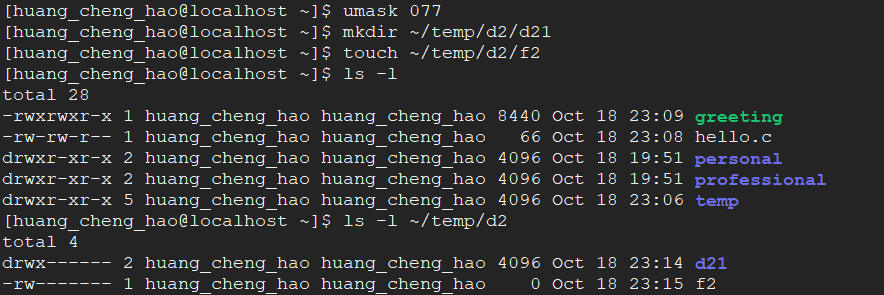 [huang_cheng_hao@localhost ~]$ umask 077
[huang_cheng_hao@localhost ~]$ mkdir ~/temp/d2/d21
[huang_cheng_hao@localhost ~]$ touch ~/temp/d2/f2
[huang_cheng_hao@localhost ~]$ ls -l
total 28
-rwxrwxr-x 1 huang_cheng_hao huang_cheng_hao 8440 Oct 18 23:09 greeting
-rw-rw-r-- 1 huang_cheng_hao huang_cheng_hao   66 Oct 18 23:08 hello.c
drwxr-xr-x 2 huang_cheng_hao huang_cheng_hao 4096 Oct 18 19:51 personal
drwxr-xr-x 2 huang_cheng_hao huang_cheng_hao 4096 Oct 18 19:51 professional
drwxr-xr-x 5 huang_cheng_hao huang_cheng_hao 4096 Oct 18 23:06 temp
[huang_cheng_hao@localhost ~]$ ls -l ~/temp/d2
total 4
drwx------ 2 huang_cheng_hao huang_cheng_hao 4096 Oct 18 23:14 d21
-rw------- 1 huang_cheng_hao huang_cheng_hao    0 Oct 18 23:15 f2